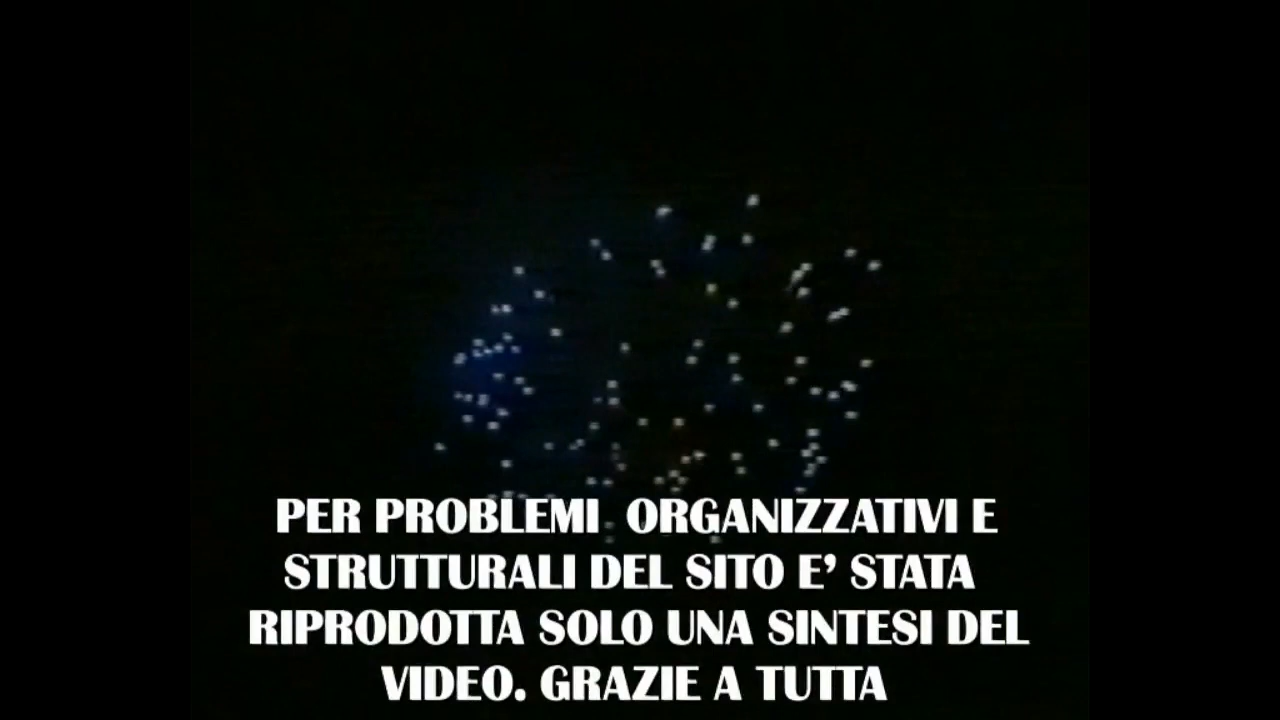 PER PROBLEMI ORGANIZZATIVI E
STRUTTURALI DEL SITO E' STATA
RIPRODOTTA SOLO UNA SINTESI DEL
VIDEO. GRAZIE A TUTTA